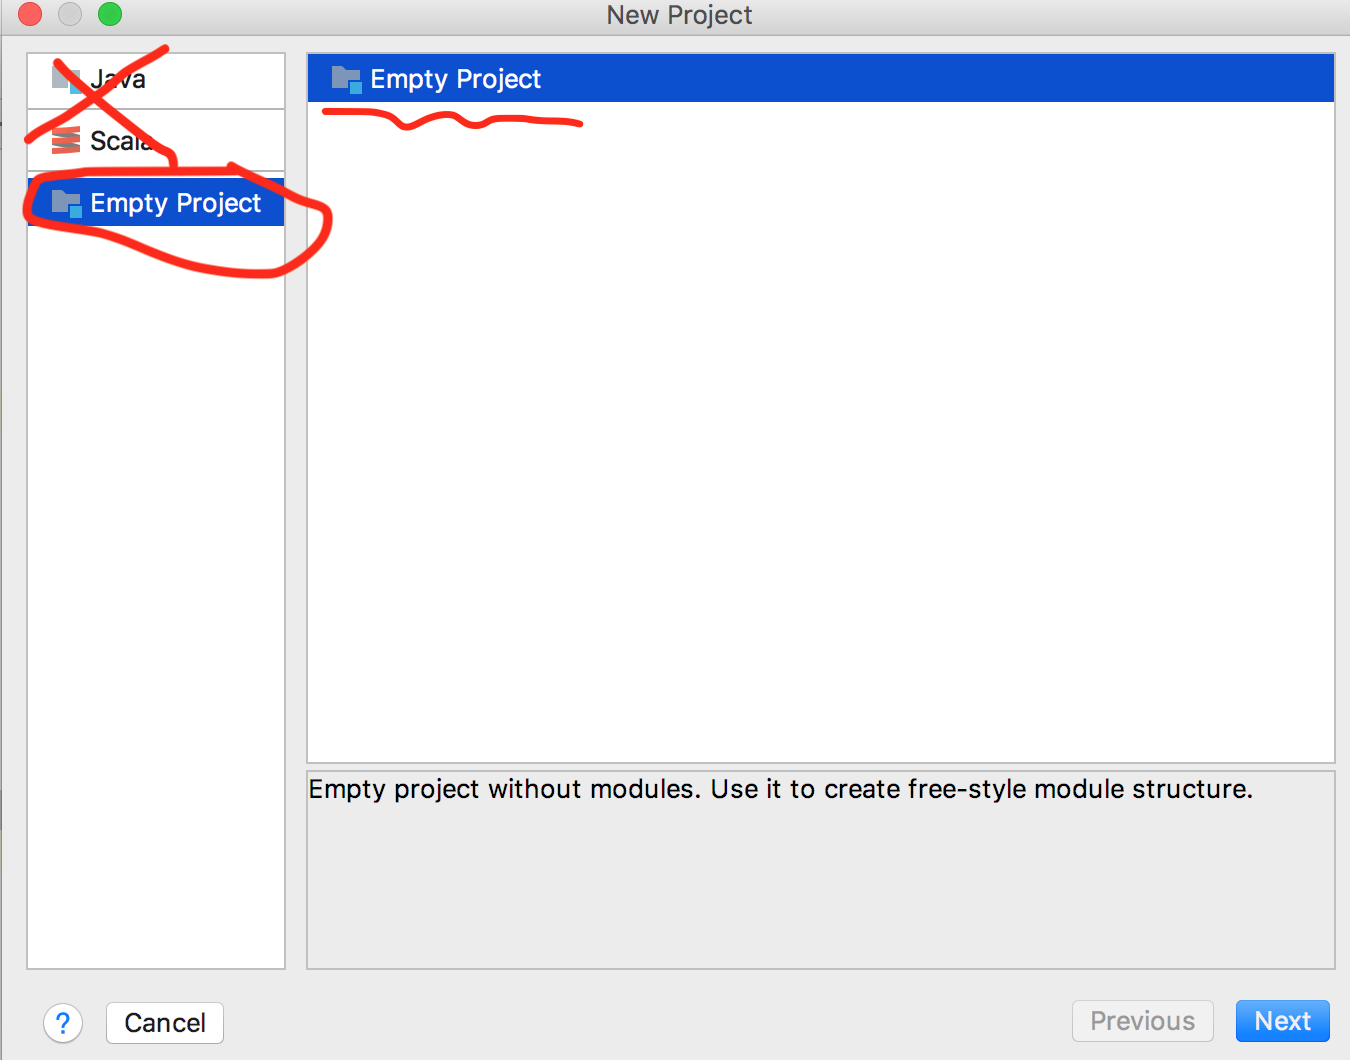 New Project
Java
Scala
Empty Project
Empty Project
Empty project without modules. Use it to create free-style module structure.
?
Cancel
Previous
Next